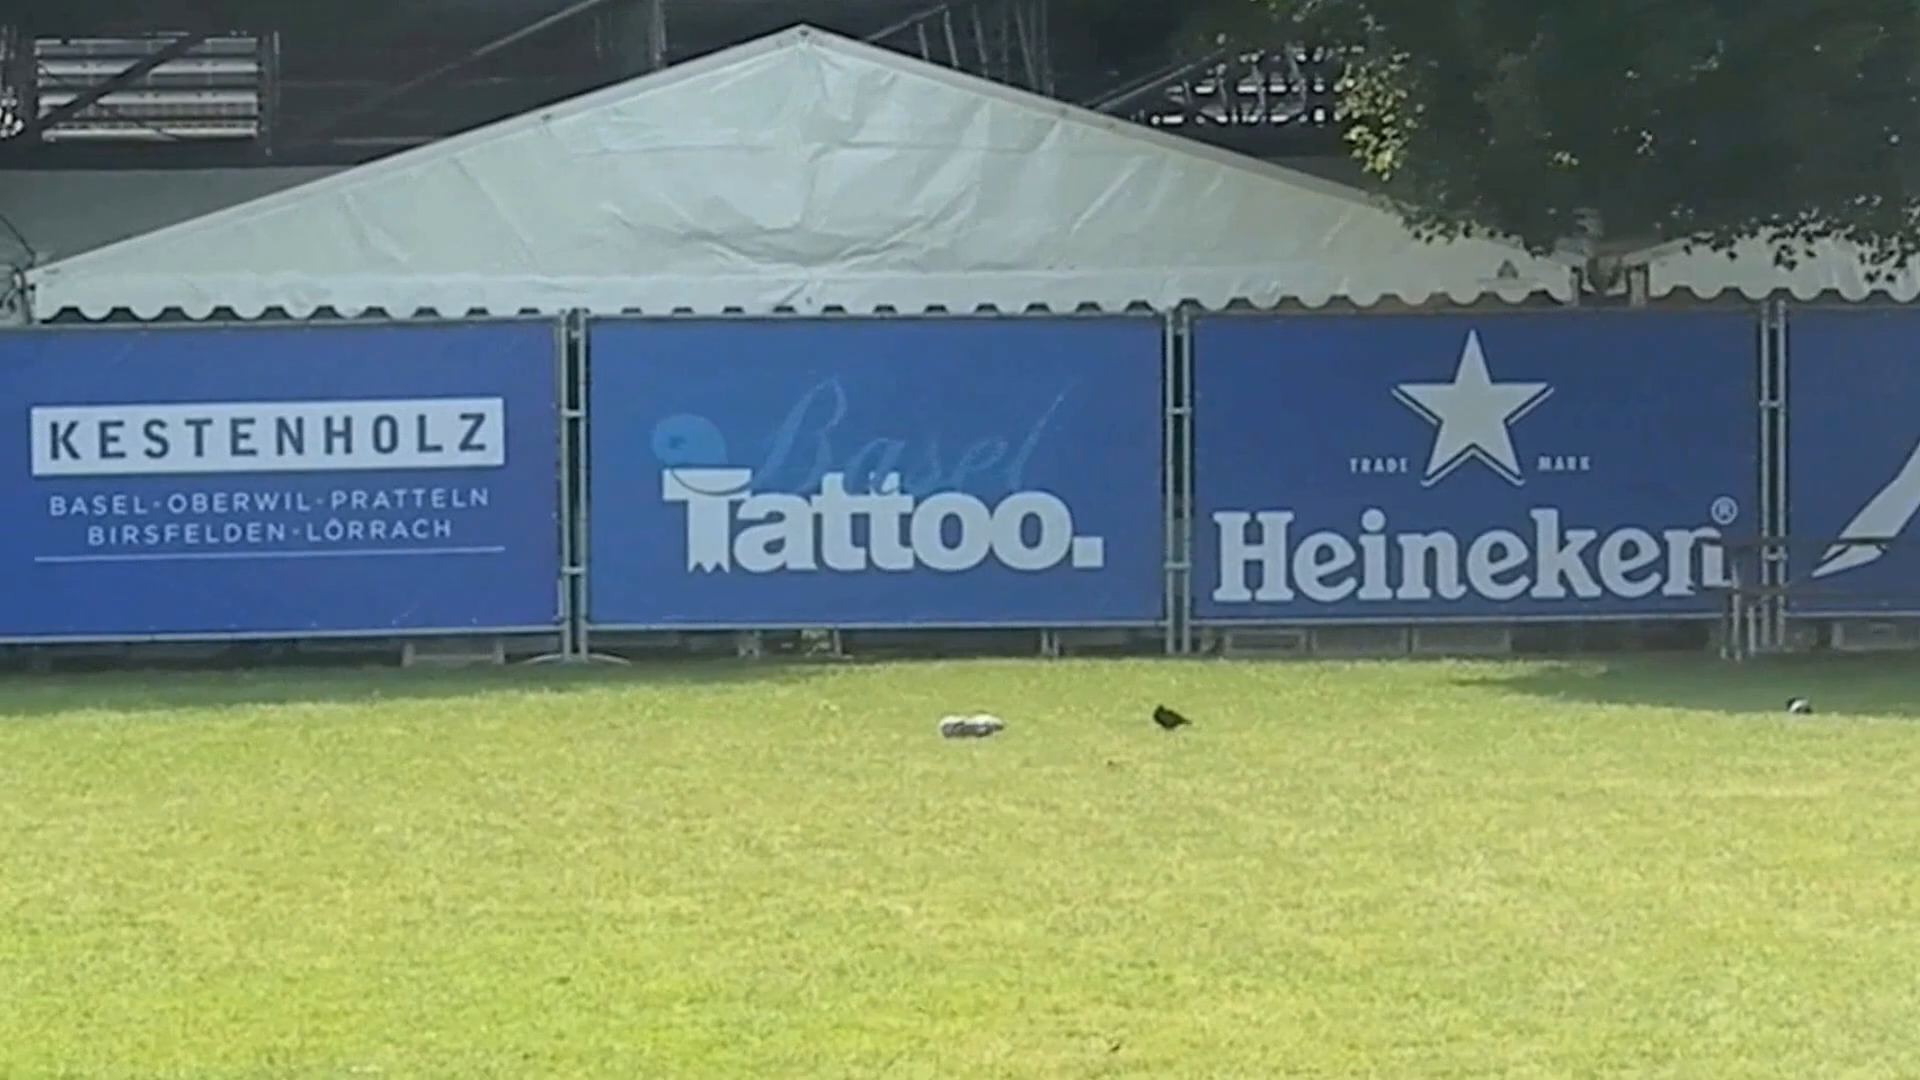 KESTENHOLZ
BASEL-OBERWIL-PRATTELN
BIRSFELDEN-LÖRRACH
Basel
Tattoo.
TRADE MARK
Heineken®